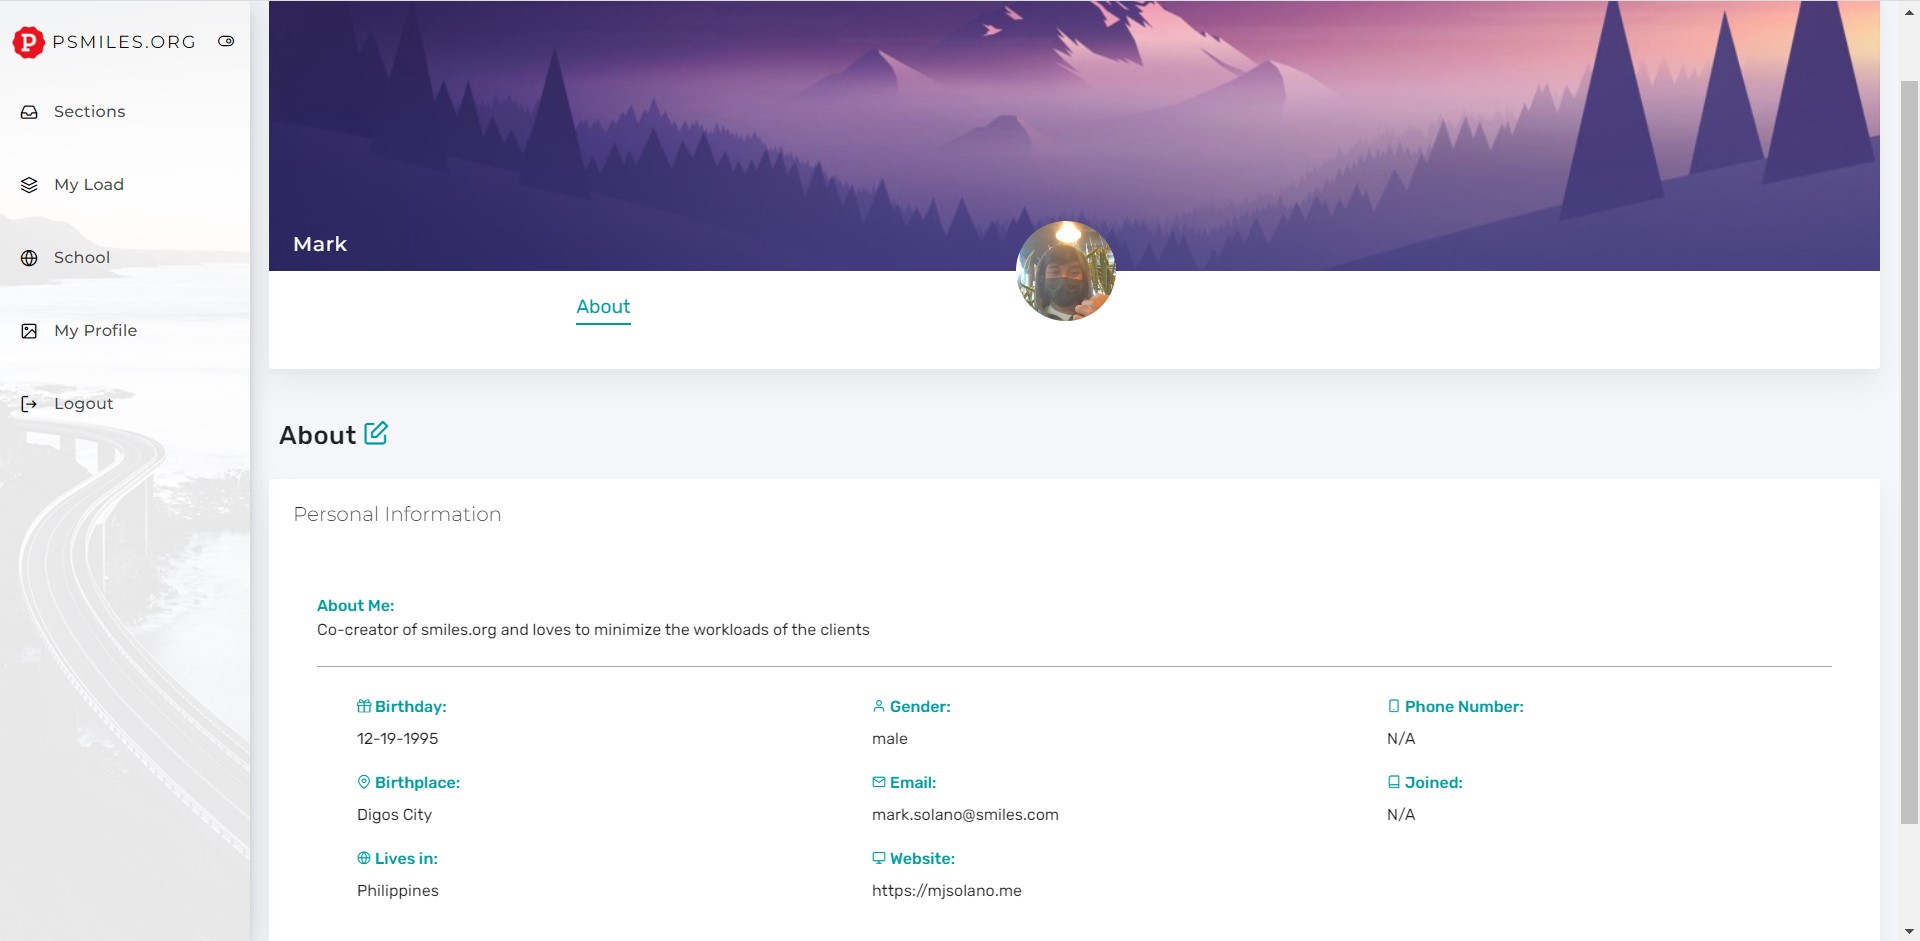 P PSMILES.ORG
Sections
My Load
School
My Profile
Logout
Mark
About
About
Personal Information
About Me:
Co-creator of smiles.org and loves to minimize the workloads of the clients
Birthday:
12-19-1995
Gender:
male
Phone Number:
N/A
Birthplace:
Digos City
Email:
mark.solano@smiles.com
Joined:
N/A
Lives in:
Philippines
Website:
https://mjsolano.me